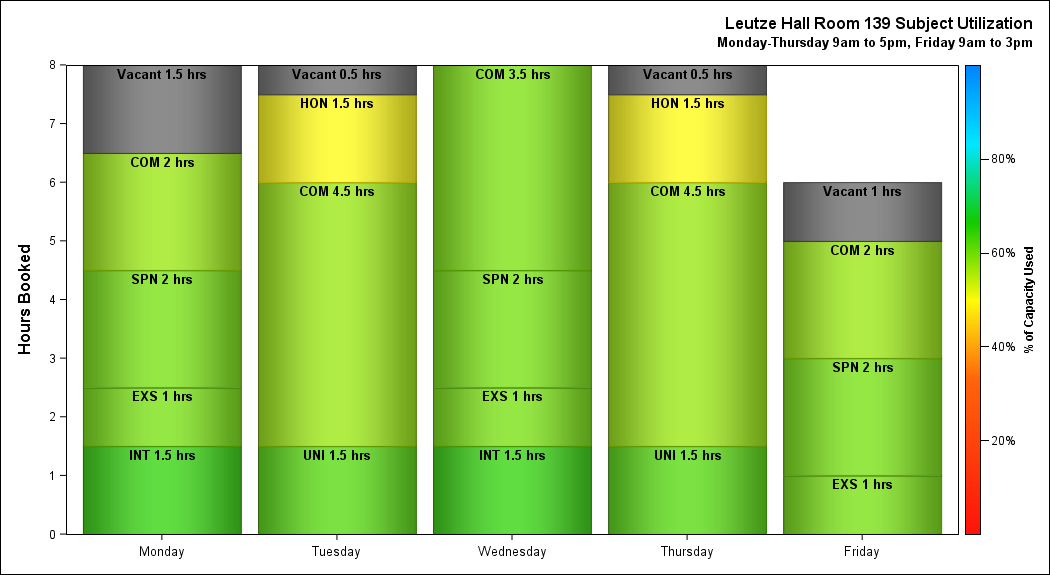 Leutze Hall Room 139 Subject Utilization
Monday-Thursday 9am to 5pm, Friday 9am to 3pm
Hours Booked
8
7
6
5
4
3
2
1
0
Vacant 1.5 hrs
COM 2 hrs
SPN 2 hrs
EXS 1 hrs
INT 1.5 hrs
Vacant 0.5 hrs
HON 1.5 hrs
COM 4.5 hrs
UNI 1.5 hrs
COM 3.5 hrs
SPN 2 hrs
EXS 1 hrs
INT 1.5 hrs
Vacant 0.5 hrs
HON 1.5 hrs
COM 4.5 hrs
UNI 1.5 hrs
Vacant 1 hrs
COM 2 hrs
SPN 2 hrs
EXS 1 hrs
Monday
Tuesday
Wednesday
Thursday
Friday
80%
60%
40%
20%
% of Capacity Used